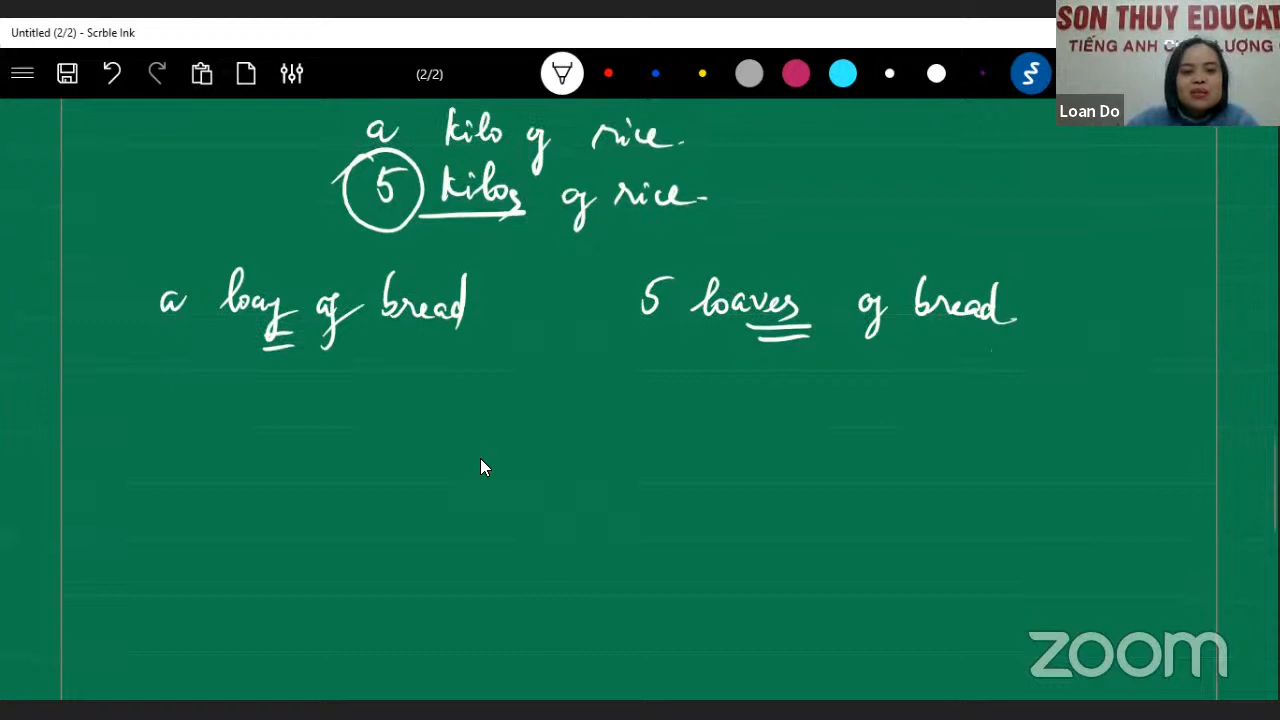 Untitled (2/2) - Scrble Ink
SON THUY EDUCAT
TIẾNG ANH LƯỢNG
(2/2)
Loan Do
a kilo of rice.
5 kilos of rice.
a loaf of bread 5 loaves of bread
zoom